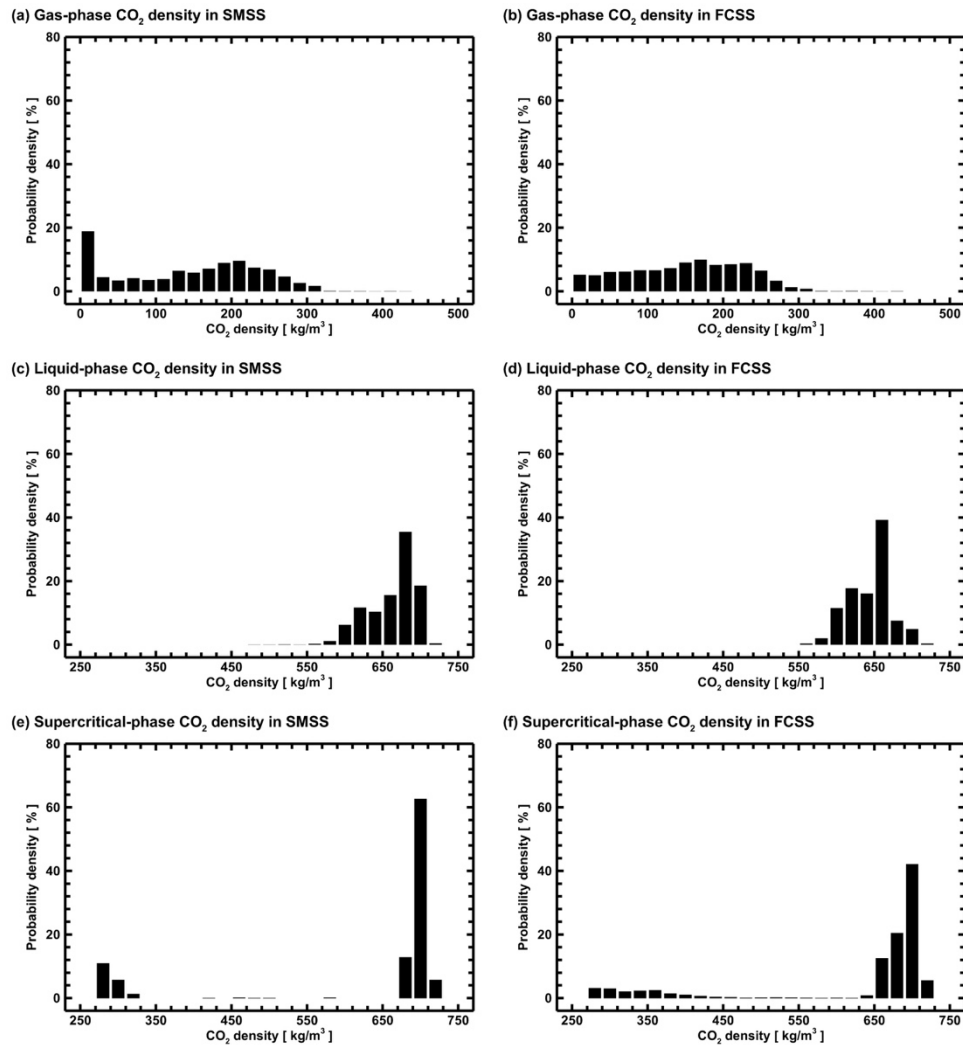 (a) Gas-phase CO2 density in SMSS
80
60
40
20
0
Probability density [ % ]
0 100 200 300 400 500
CO2 density [ kg/m3 ]
(b) Gas-phase CO2 density in FCSS
80
60
40
20
0
Probability density [ % ]
0 100 200 300 400 500
CO2 density [ kg/m3 ]
(c) Liquid-phase CO2 density in SMSS
80
60
40
20
0
Probability density [ % ]
250 350 450 550 650 750
CO2 density [ kg/m3 ]
(d) Liquid-phase CO2 density in FCSS
80
60
40
20
0
Probability density [ % ]
250 350 450 550 650 750
CO2 density [ kg/m3 ]
(e) Supercritical-phase CO2 density in SMSS
80
60
40
20
0
Probability density [ % ]
250 350 450 550 650 750
CO2 density [ kg/m3 ]
(f) Supercritical-phase CO2 density in FCSS
80
60
40
20
0
Probability density [ % ]
250 350 450 550 650 750
CO2 density [ kg/m3 ]